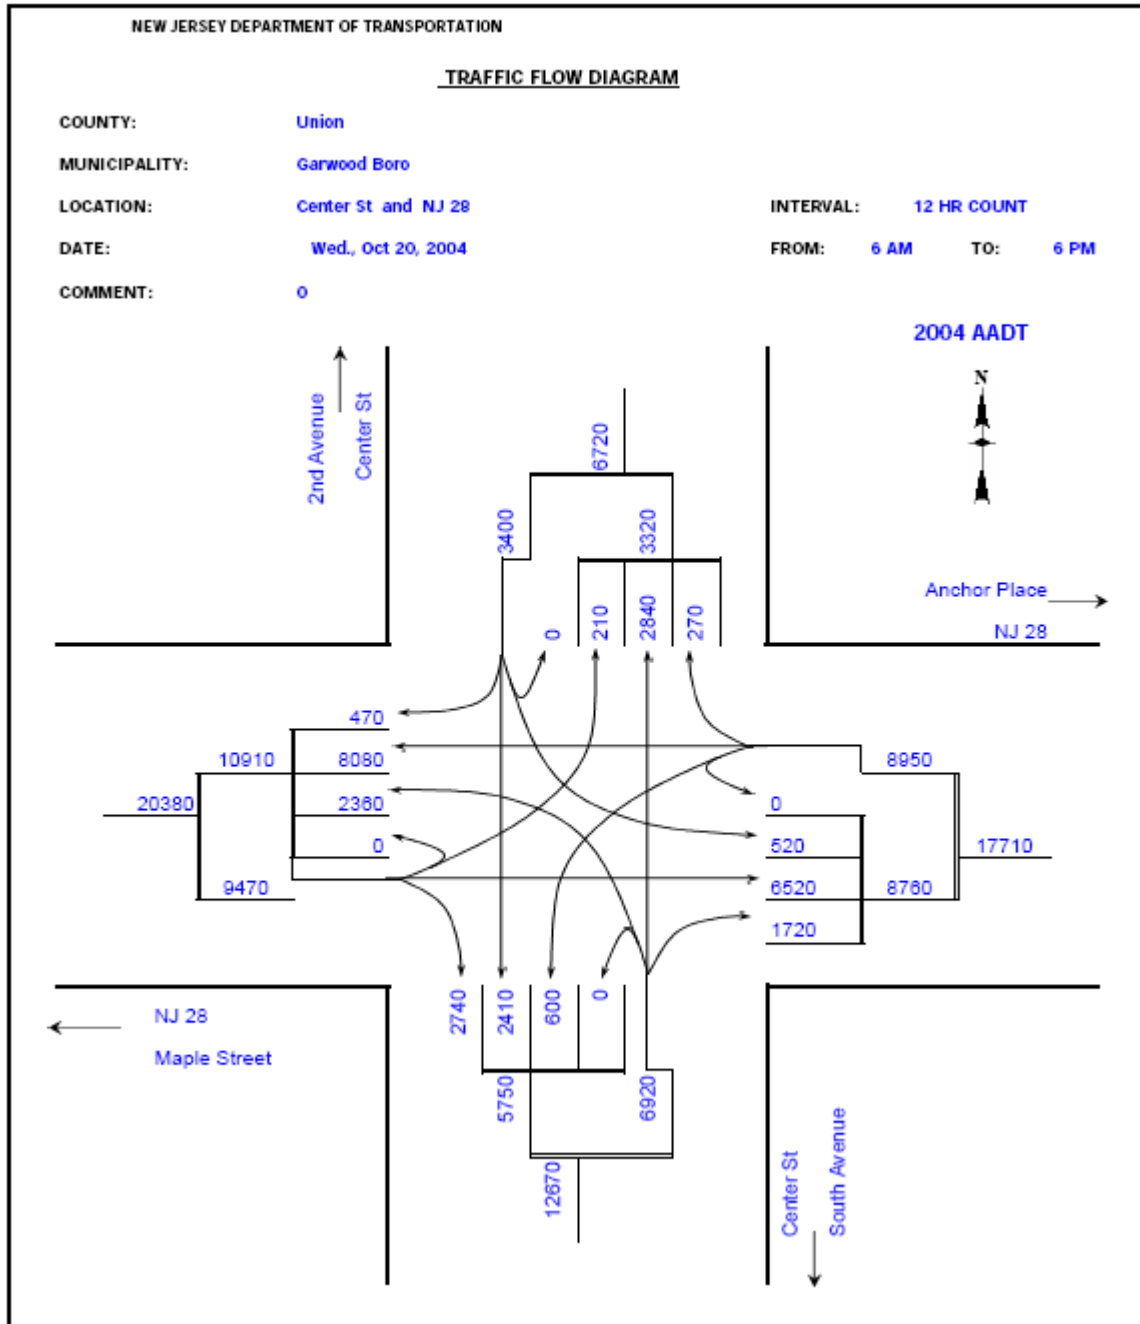 NEW JERSEY DEPARTMENT OF TRANSPORTATION
TRAFFIC FLOW DIAGRAM
COUNTY: Union
MUNICIPALITY: Garwood Boro
LOCATION: Center St and NJ 28 INTERVAL: 12 HR COUNT
DATE: Wed., Oct 20, 2004 FROM: 6 AM TO: 6 PM
COMMENT: 0
2004 AADT
N
2nd Avenue
Center St
6720
3400
3320
0
210
2840
270
Anchor Place
NJ 28
470
10910
8080
20380
2360
0
9470
8950
0
520
17710
6520
8760
1720
2740
2410
600
0
5750
6920
12670
NJ 28
Maple Street
Center St
South Avenue